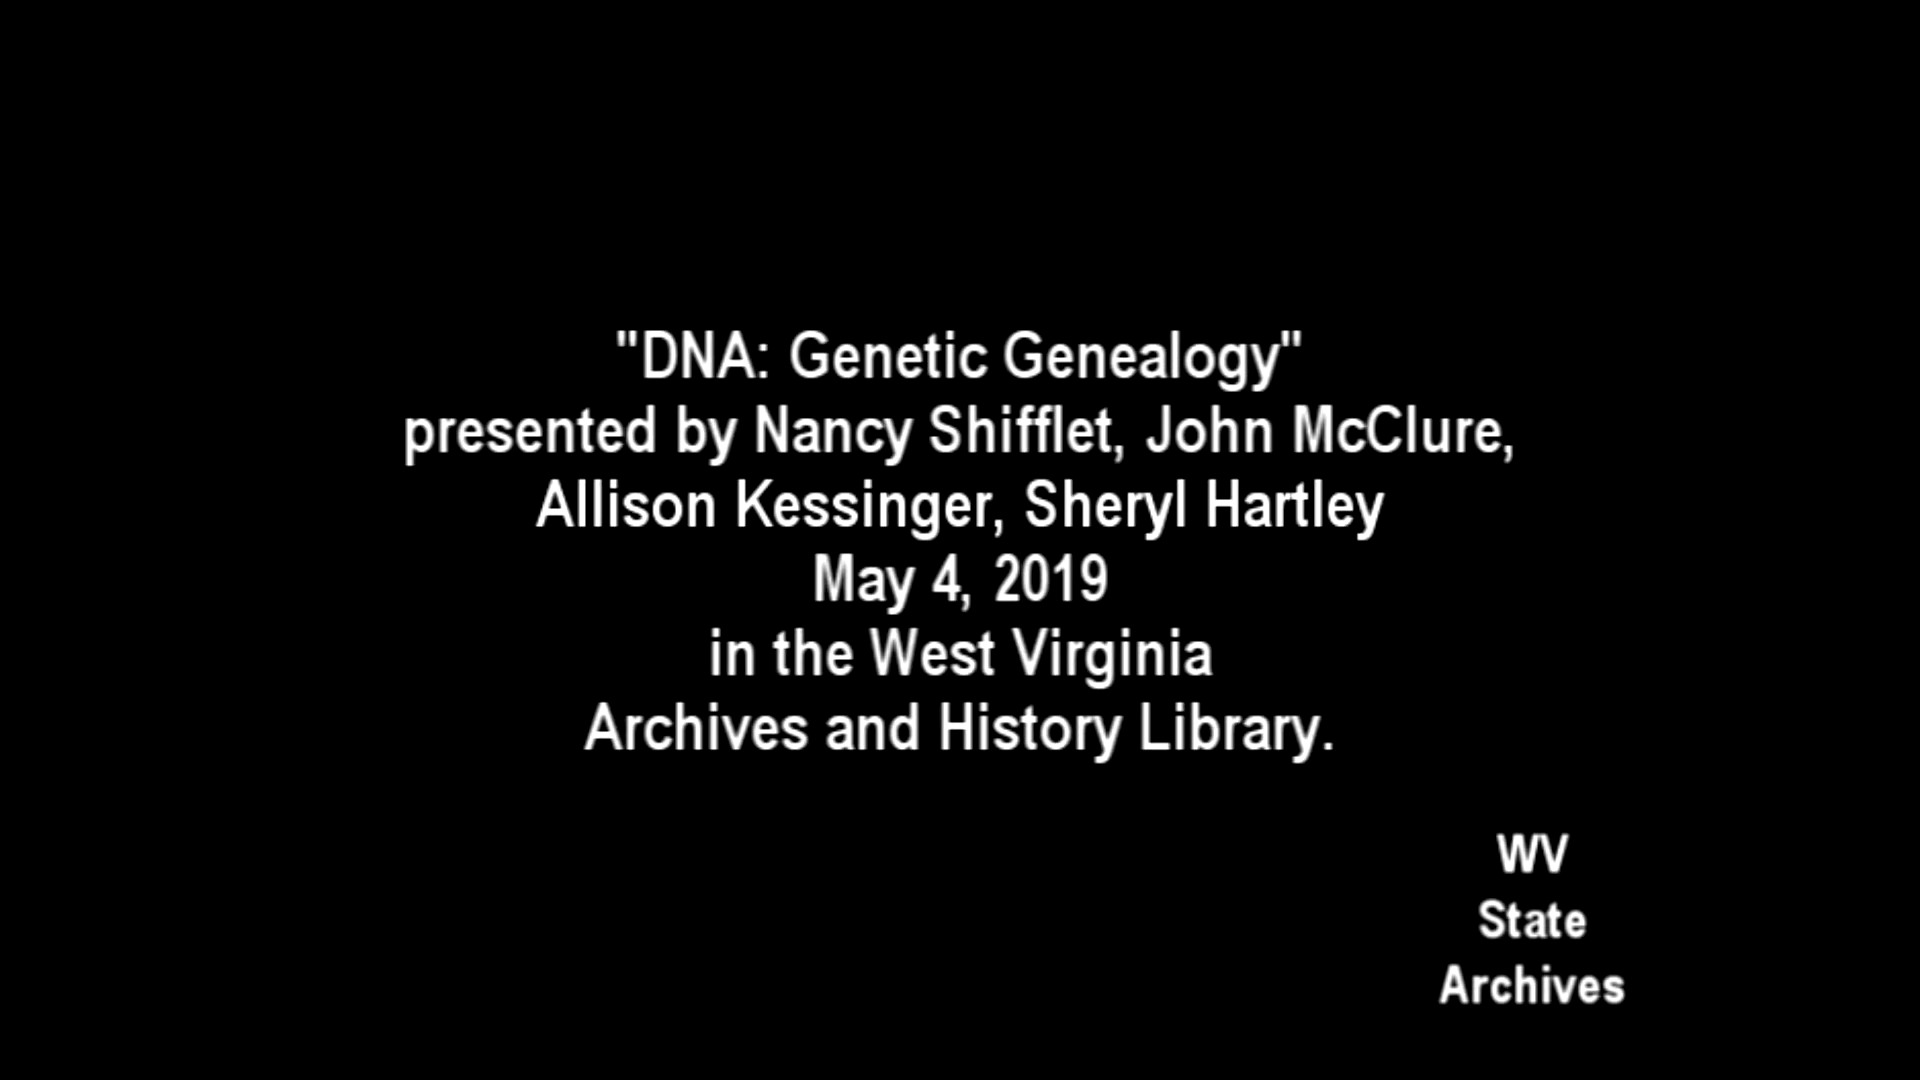 "DNA: Genetic Genealogy"
presented by Nancy Shifflet, John McClure,
Allison Kessinger, Sheryl Hartley
May 4, 2019
in the West Virginia
Archives and History Library.
WV
State
Archives